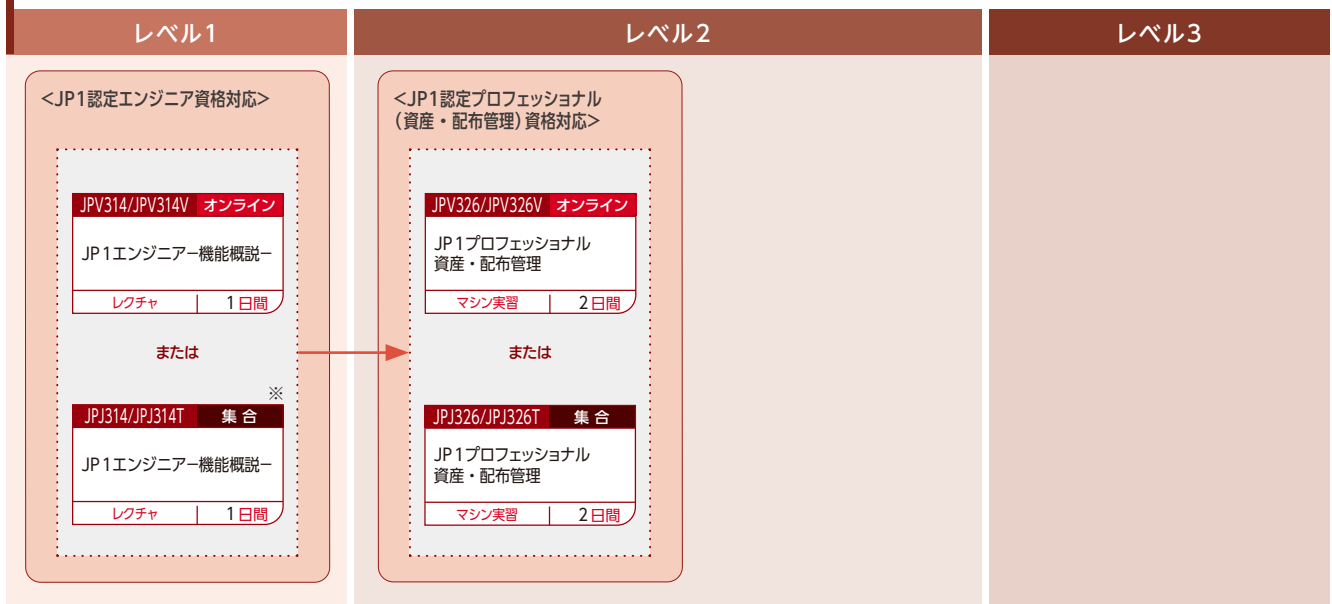 レベル1
レベル2
レベル3
<JP1認定エンジニア資格対応>
JPV314/JPV314V オンライン
JP1エンジニアー機能概説ー
レクチャ 1日間
または
※
JPJ314/JPJ314T 集合
JP1エンジニアー機能概説ー
レクチャ 1日間
<JP1認定プロフェッショナル
(資産・配布管理)資格対応>
JPV326/JPV326V オンライン
JP1プロフェッショナル
資産・配布管理
マシン実習 2日間
または
JPJ326/JPJ326T 集合
JP1プロフェッショナル
資産・配布管理
マシン実習 2日間